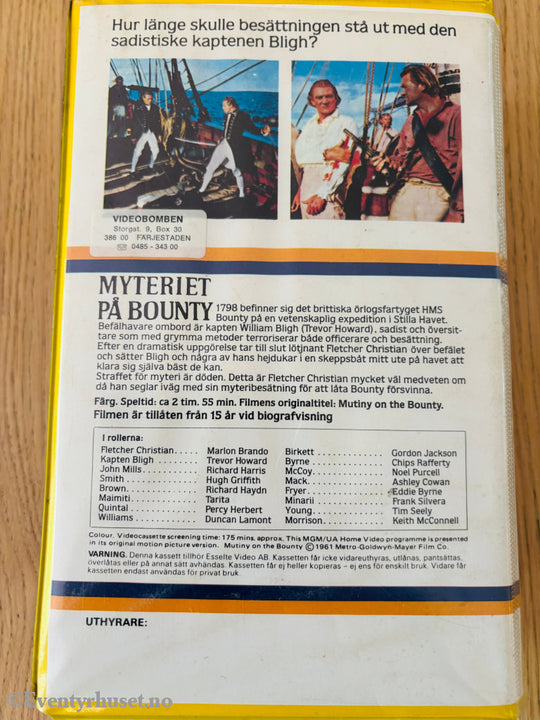 Hur länge skulle besättningen stå ut med den
sadistiske kaptenen Bligh?
VIDEOBOMBEN
Storgat. 9, Box 30
386 00 FÄRJESTADEN
☎ 0485 - 343 00
MYTERIET
PÅ BOUNTY 1798 befinner sig det brittiska örlogsfartyget HMS
Bounty på en vetenskaplig expedition i Stilla Havet.
Befälhavare ombord är kapten William Bligh (Trevor Howard), sadist och översit-
tare som med grymma metoder terroriserar både officerare och besättning.
Efter en dramatisk uppgörelse tar till slut löjtnant Fletcher Christian över befälet
och sätter Bligh och några av hans hejdukar i en skeppsbåt mitt ute på havet att
klara sig själva bäst de kan.
Straffet för myteri är döden. Detta är Fletcher Christian mycket väl medveten om
då han seglar iväg med sin myteribesötning för att låta Bounty försvinna.
Färg. Speltid: ca 2 tim. 55 min. Filmens originaltitel: Mutiny on the Bounty.
Filmen är tillåten från 15 år vid biografvisning
I rollerna:
Fletcher Christian..... Marlon Brando Birkett ........... Gordon Jackson
Kapten Bligh ........ Trevor Howard Byrne ............ Chips Rafferty
John Mills........... Richard Harris McCoy........... Noel Purcell
Smith .............. Hugh Griffith Mack............ Ashley Cowan
Brown.............. Richard Haydn Fryer............ Eddie Byrne
Maimiti ............ Tarita Minarii .......... Frank Silvera
Quintal ............ Percy Herbert Young ........... Tim Seely
Williams ........... Duncan Lamont Morrison......... Keith McConnell
Colour. Videocassette screening time: 175 mins. approx. This MGM/UA Home Video programme is presented
in its original motion picture version. Mutiny on the Bounty © 1961 Metro-Goldwyn-Mayer Film Co.
VARNING. Denna kassett tillhör Esselte Video AB. Kassetten får icke vidareuthyras, utlånas, pantsättas,
överlåtas eller på annat sätt avhändas. Kassetten får ej heller kopieras – ej ens för enskilt bruk. Vidare får
kassetten endast användas för privat bruk.
UTHYRARE:
©Eventyrhuset.no